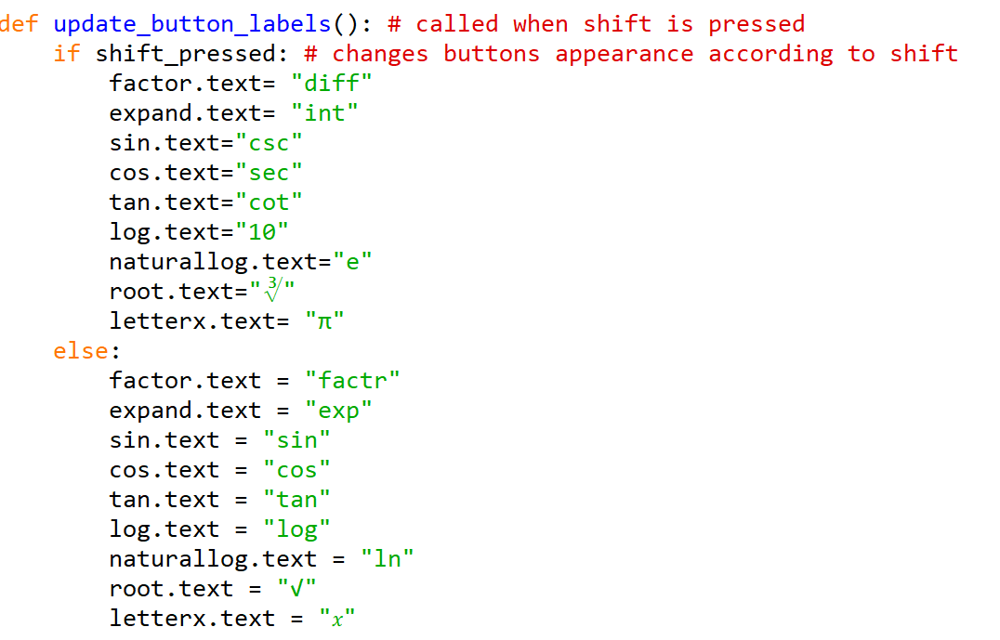 def update_button_labels(): # called when shift is pressed
    if shift_pressed: # changes buttons appearance according to shift
        factor.text= "diff"
        expand.text= "int"
        sin.text="csc"
        cos.text="sec"
        tan.text="cot"
        log.text="10"
        naturallog.text="e"
        root.text="∛"
        letterx.text= "π"
    else:
        factor.text = "factr"
        expand.text = "exp"
        sin.text = "sin"
        cos.text = "cos"
        tan.text = "tan"
        log.text = "log"
        naturallog.text = "ln"
        root.text = "√"
        letterx.text = "𝑥"